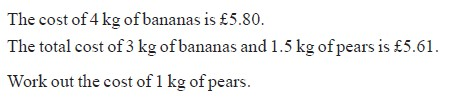 The cost of 4 kg of bananas is £5.80.
The total cost of 3 kg of bananas and 1.5 kg of pears is £5.61.
Work out the cost of 1 kg of pears.